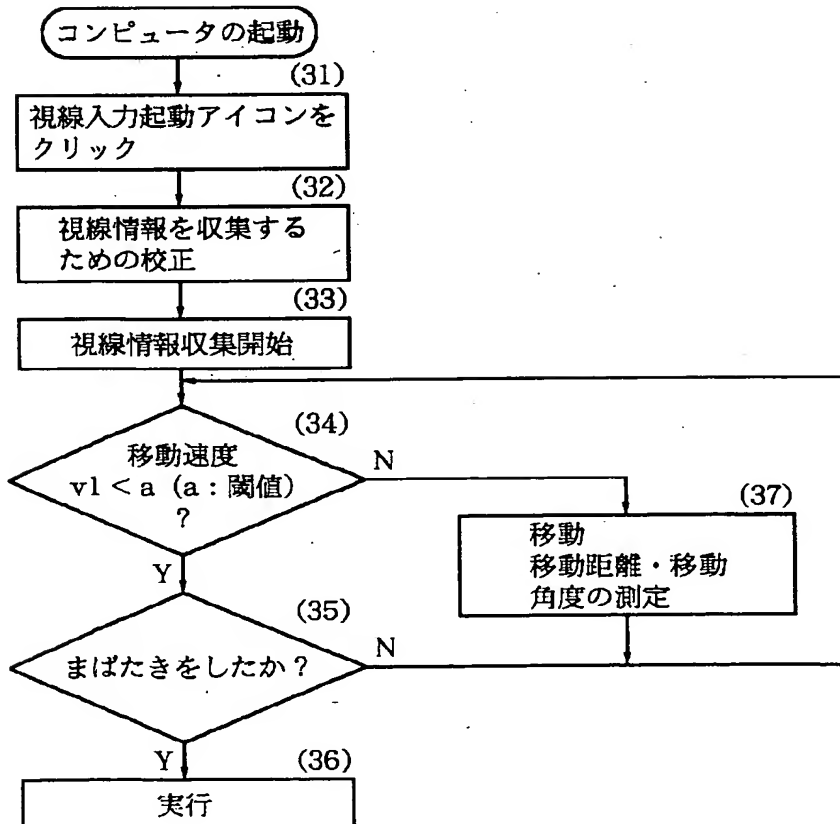 コンピュータの起動
(31)
視線入力起動アイコンを
クリック
(32)
視線情報を収集する
ための校正
(33)
視線情報収集開始
(34)
移動速度
v1 < a (a:閾値)
?
N
Y
(37)
移動
移動距離・移動
角度の測定
(35)
まばたきをしたか?
N
Y
(36)
実行